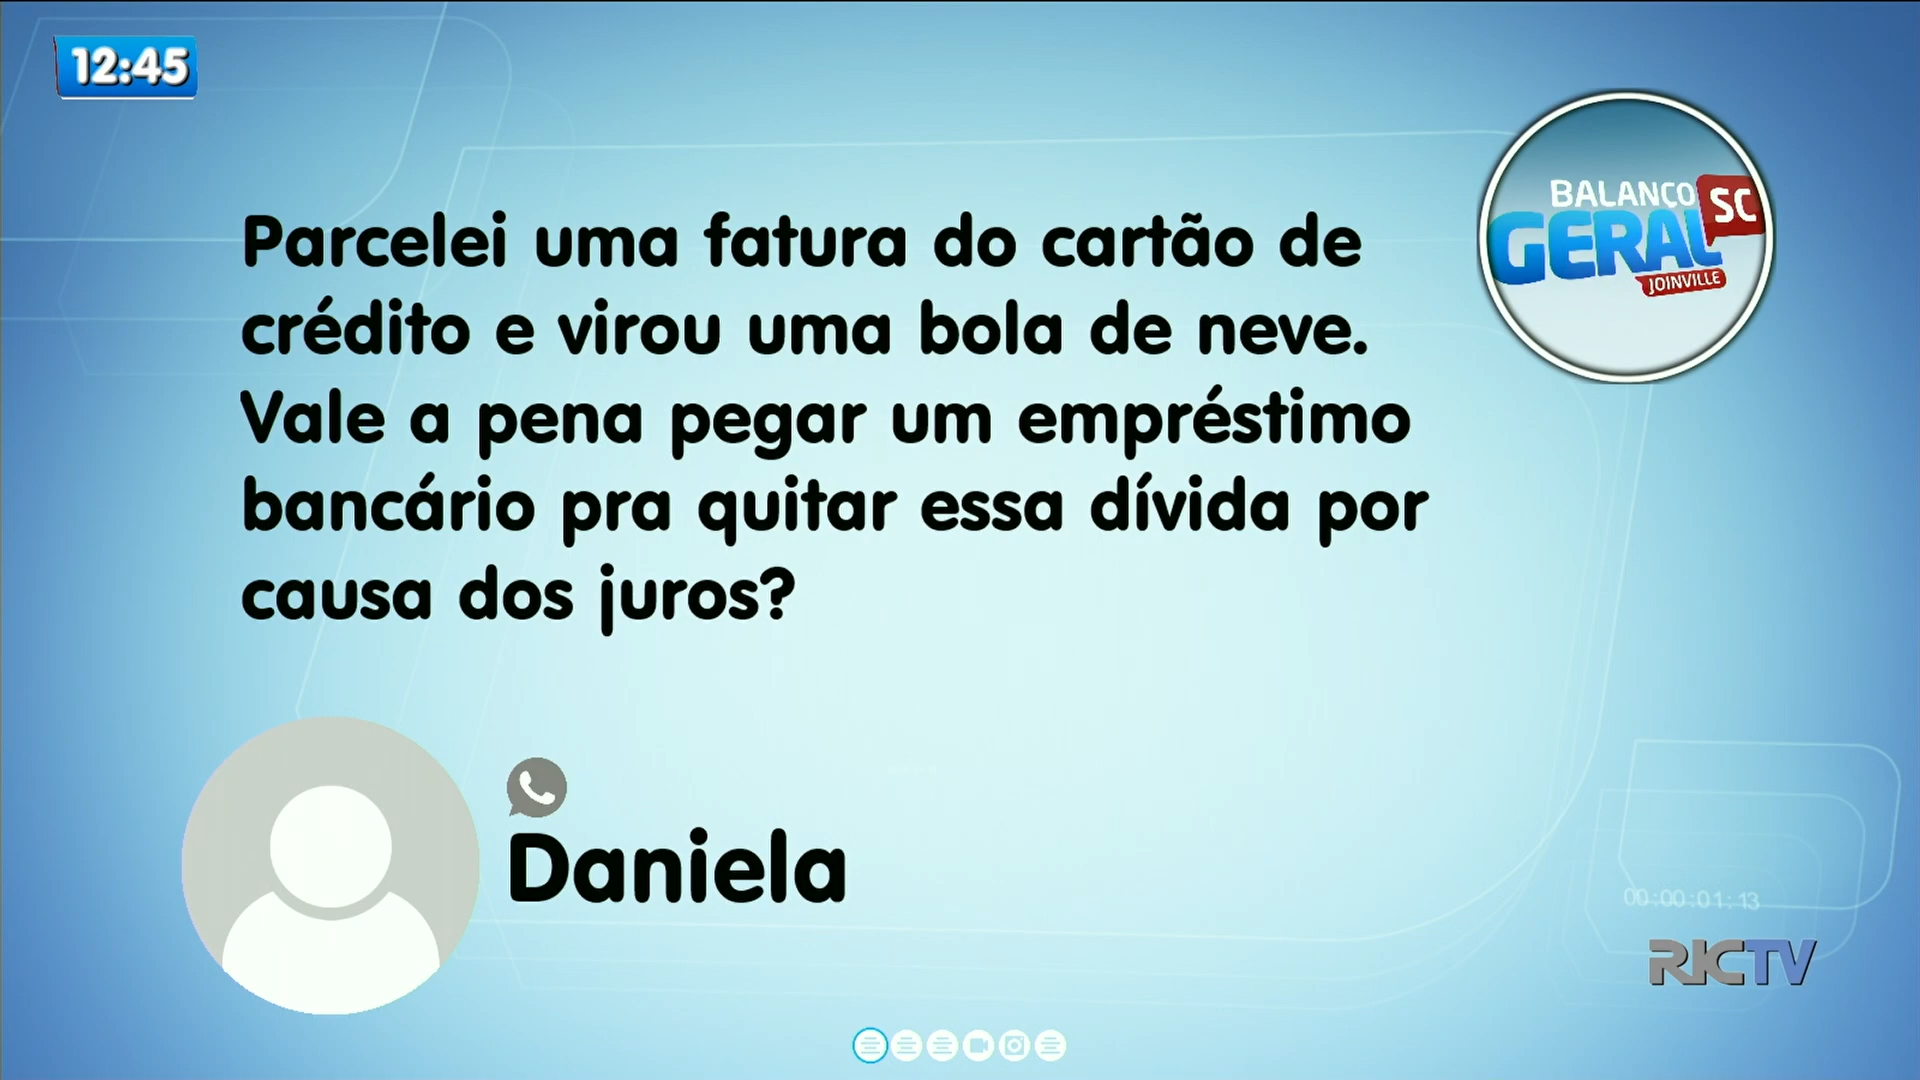 12:45
BALANÇO SC
GERAL
JOINVILLE
Parcelei uma fatura do cartão de
crédito e virou uma bola de neve.
Vale a pena pegar um empréstimo
bancário pra quitar essa dívida por
causa dos juros?
Daniela
00:00:01:13
RICTV